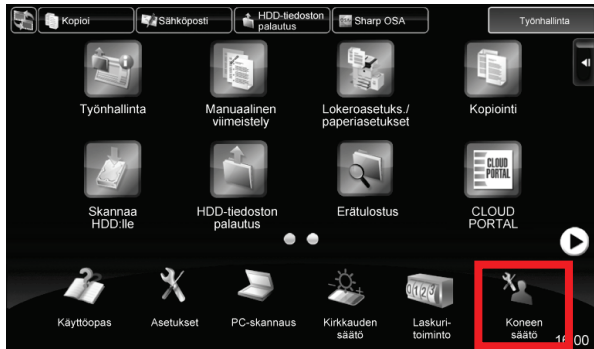 Kopioi
Sähköposti
HDD-tiedoston
palautus
Sharp OSA
Työnhallinta
Työnhallinta
Manuaalinen
viimeistely
Lokeroasetuks./
paperiasetukset
Kopiointi
Skannaa
HDD:lle
HDD-tiedoston
palautus
Erätulostus
CLOUD
PORTAL
CLOUD
PORTAL
Käyttöopas
Asetukset
PC-skannaus
Kirkkauden
säätö
0123
Laskuri-
toiminto
Koneen
säätö